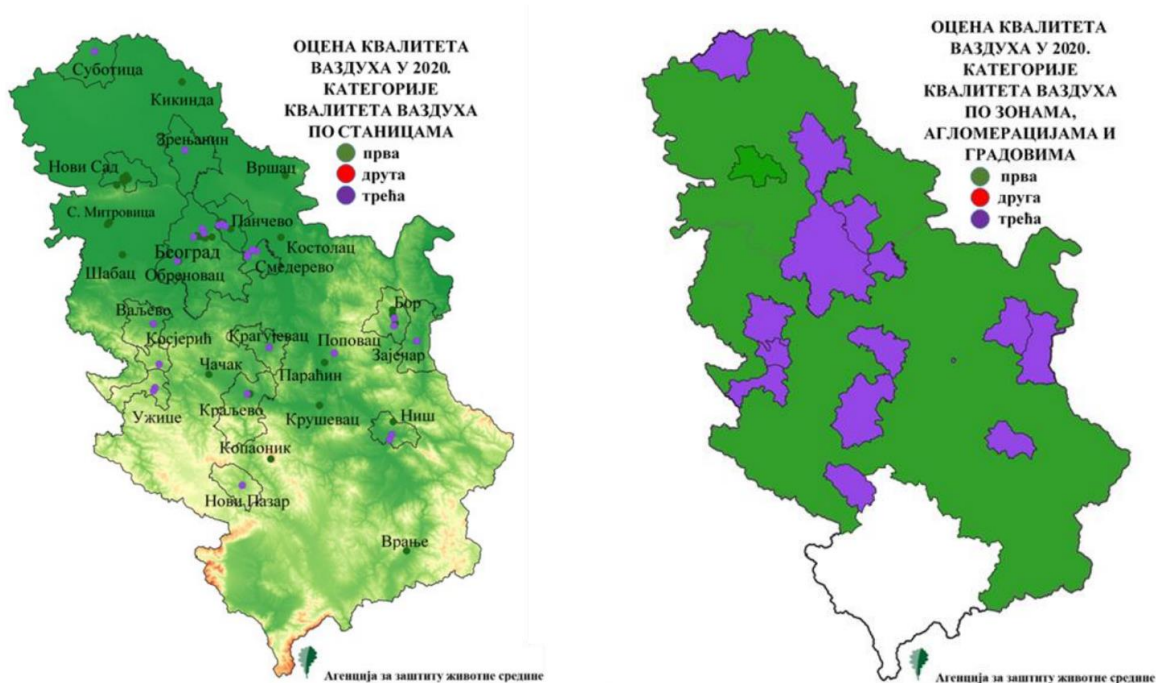 ОЦЕНА КВАЛИТЕТА
ВАЗДУХА У 2020.
КАТЕГОРИЈЕ
КВАЛИТЕТА ВАЗДУХА
ПО СТАНИЦАМА
прва
друга
трећа
Суботица
Кикинда
Зрењанин
Нови Сад
Вршац
С. Митровица
Панчево
Београд
Костолац
Шабац
Обреновац
Смедерево
Ваљево
Бор
Косјерић
Крагујевац
Поповац
Зајечар
Чачак
Параћин
Ужице
Краљево
Крушевац
Ниш
Копаоник
Нови Пазар
Врање
Агенција за заштиту животне средине
ОЦЕНА КВАЛИТЕТА
ВАЗДУХА У 2020.
КАТЕГОРИЈЕ
КВАЛИТЕТА ВАЗДУХА
ПО ЗОНАМА,
АГЛОМЕРАЦИЈАМА И
ГРАДОВИМА
прва
друга
трећа
Агенција за заштиту животне средине